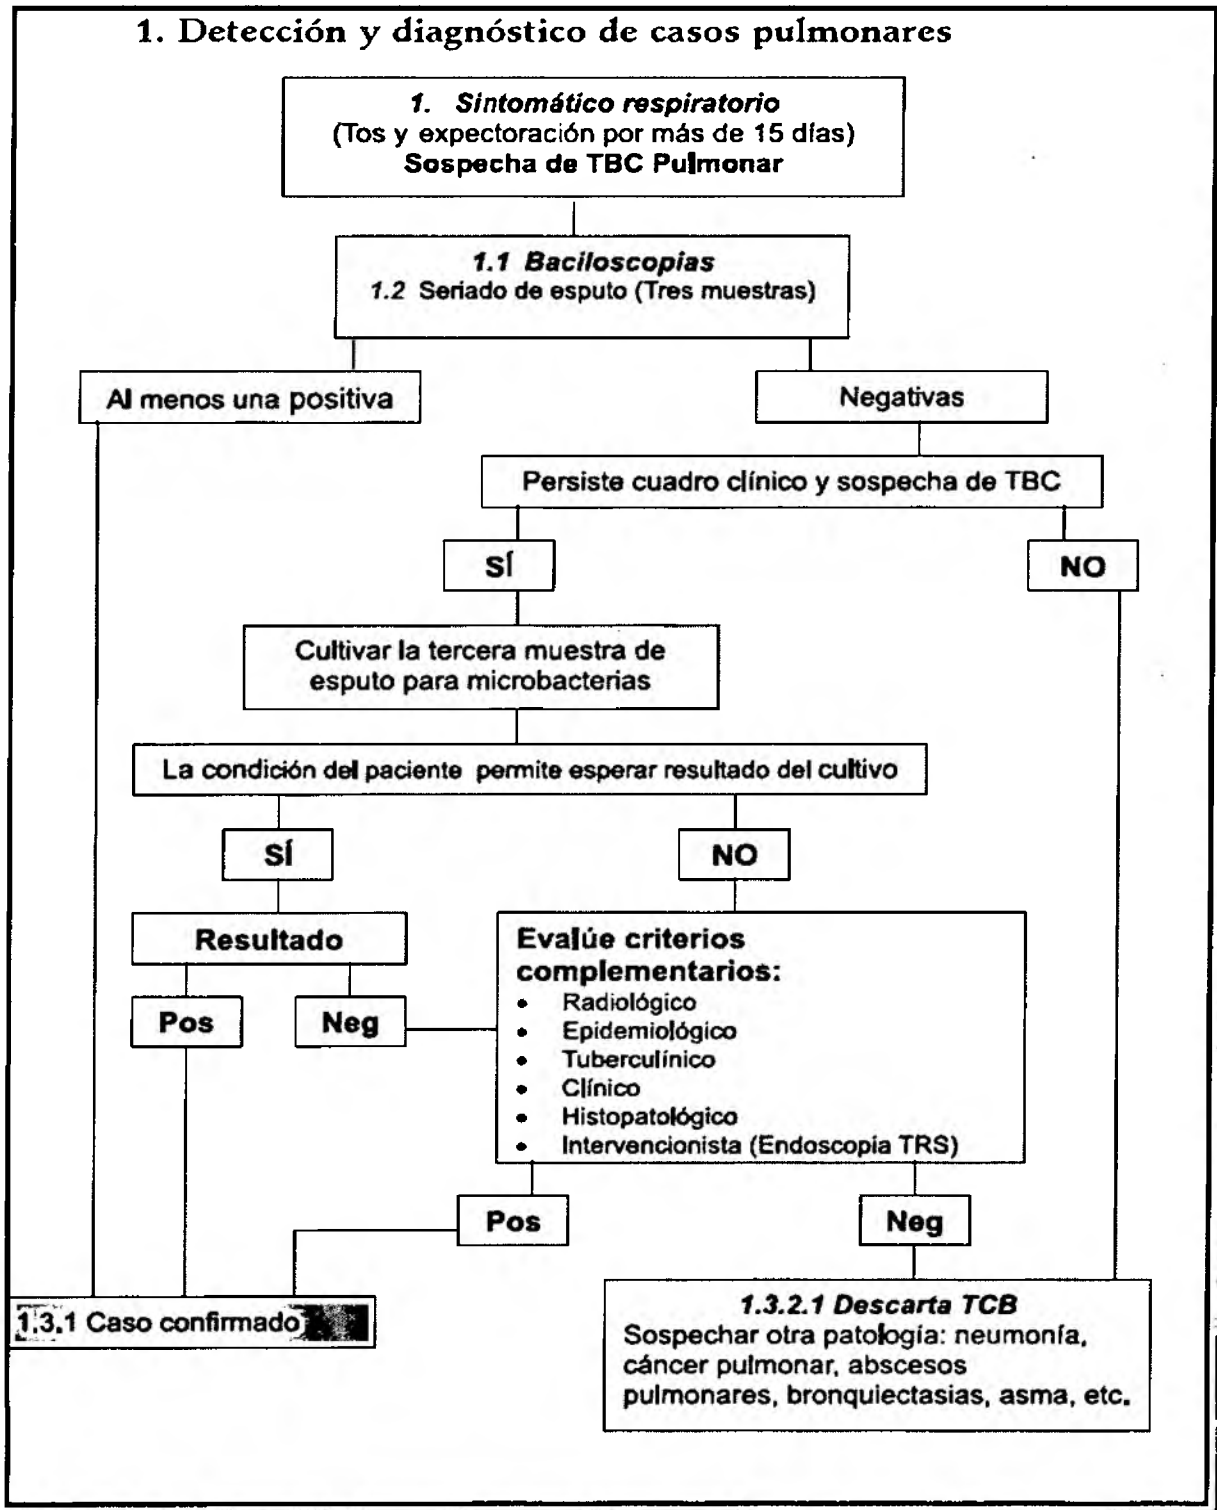 1. Detección y diagnóstico de casos pulmonares
1. Sintomático respiratorio
(Tos y expectoración por más de 15 días)
Sospecha de TBC Pulmonar
1.1 Baciloscopias
1.2 Seriado de esputo (Tres muestras)
Al menos una positiva
Negativas
Persiste cuadro clínico y sospecha de TBC
SÍ
NO
Cultivar la tercera muestra de
esputo para microbacterias
La condición del paciente permite esperar resultado del cultivo
SÍ
NO
Resultado
Pos
Neg
Evalúe criterios
complementarios:
• Radiológico
• Epidemiológico
• Tuberculínico
• Clínico
• Histopatológico
• Intervencionista (Endoscopía TRS)
Pos
Neg
1.3.1 Caso confirmado
1.3.2.1 Descarta TCB
Sospechar otra patología: neumonía,
cáncer pulmonar, abscesos
pulmonares, bronquiectasias, asma, etc.